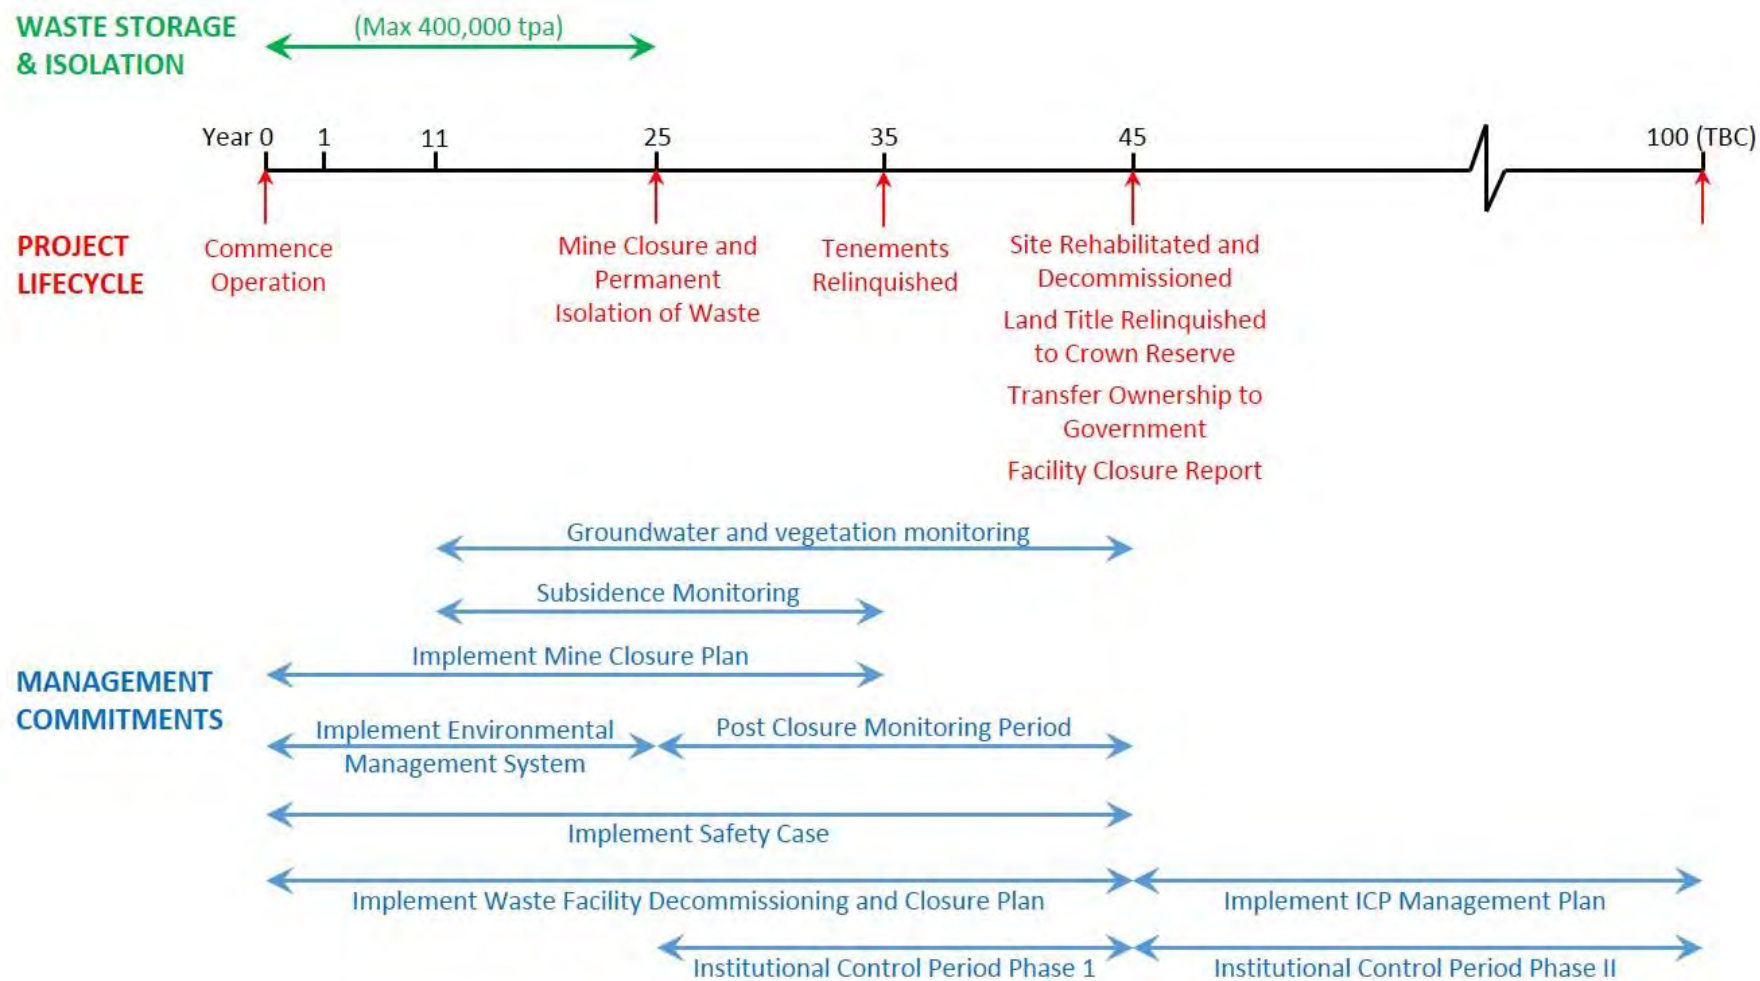 WASTE STORAGE
& ISOLATION
(Max 400,000 tpa)
Year 0 1 11 25 35 45 100 (TBC)
PROJECT
LIFECYCLE
Commence
Operation
Mine Closure and
Permanent
Isolation of Waste
Tenements
Relinquished
Site Rehabilitated and
Decommissioned
Land Title Relinquished
to Crown Reserve
Transfer Ownership to
Government
Facility Closure Report
MANAGEMENT
COMMITMENTS
Groundwater and vegetation monitoring
Subsidence Monitoring
Implement Mine Closure Plan
Implement Environmental
Management System
Post Closure Monitoring Period
Implement Safety Case
Implement Waste Facility Decommissioning and Closure Plan
Implement ICP Management Plan
Institutional Control Period Phase 1
Institutional Control Period Phase II